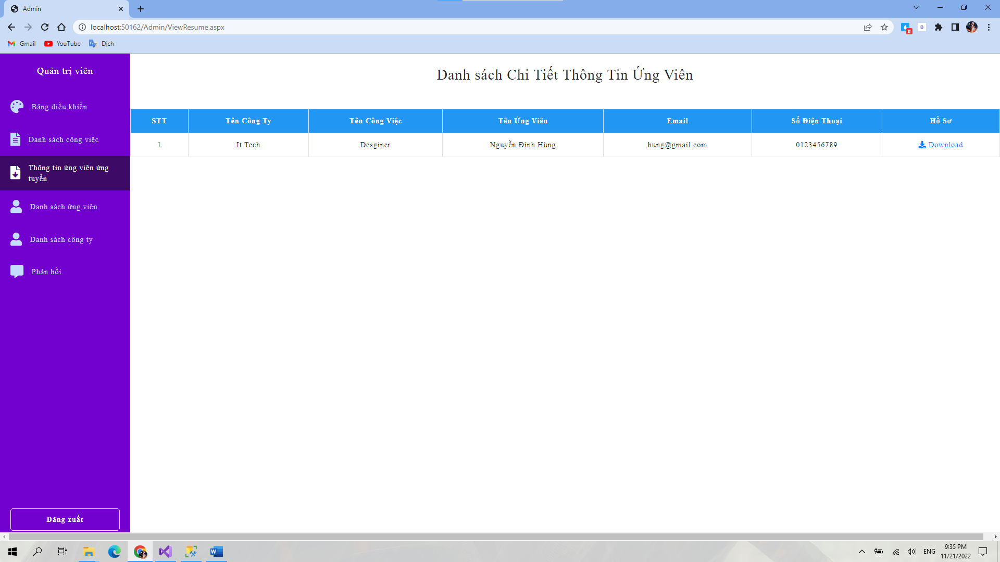 Admin
localhost:50162/Admin/ViewResume.aspx
0
B
Gmail
YouTube
Dịch
Quản trị viên
Bảng điều khiển
Danh sách công việc
Thông tin ứng viên ứng
tuyển
Danh sách ứng viên
Danh sách công ty
Phản hồi
Đăng xuất
Danh sách Chi Tiết Thông Tin Ứng Viên
STT Tên Công Ty Tên Công Việc Tên Ứng Viên Email Số Điện Thoại Hồ Sơ
1 It Tech Desginer Nguyễn Đình Hùng hung@gmail.com 0123456789 Download
ENG
9:35 PM
11/21/2022